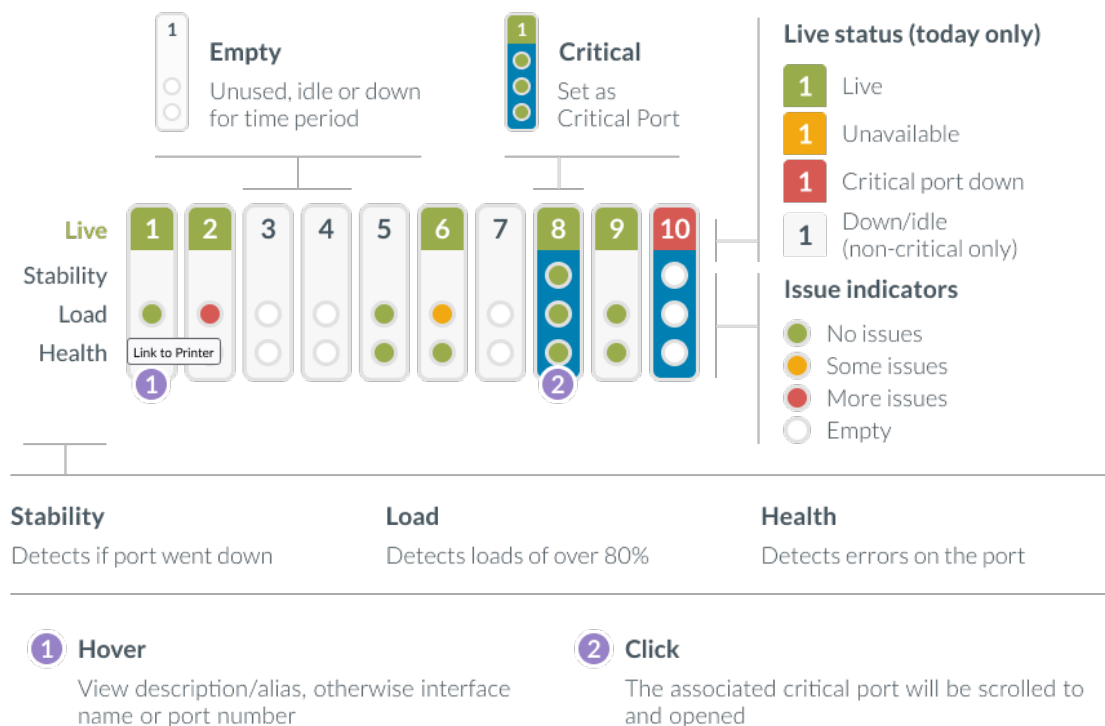 1
Empty
Unused, idle or down
for time period
1
Critical
Set as
Critical Port
Live status (today only)
1 Live
1 Unavailable
1 Critical port down
1 Down/idle
(non-critical only)
Live 1 2 3 4 5 6 7 8 9 10
Stability
Load
Health
Link to Printer
1 2
Issue indicators
No issues
Some issues
More issues
Empty
Stability
Detects if port went down
Load
Detects loads of over 80%
Health
Detects errors on the port
1 Hover
View description/alias, otherwise interface
name or port number
2 Click
The associated critical port will be scrolled to
and opened